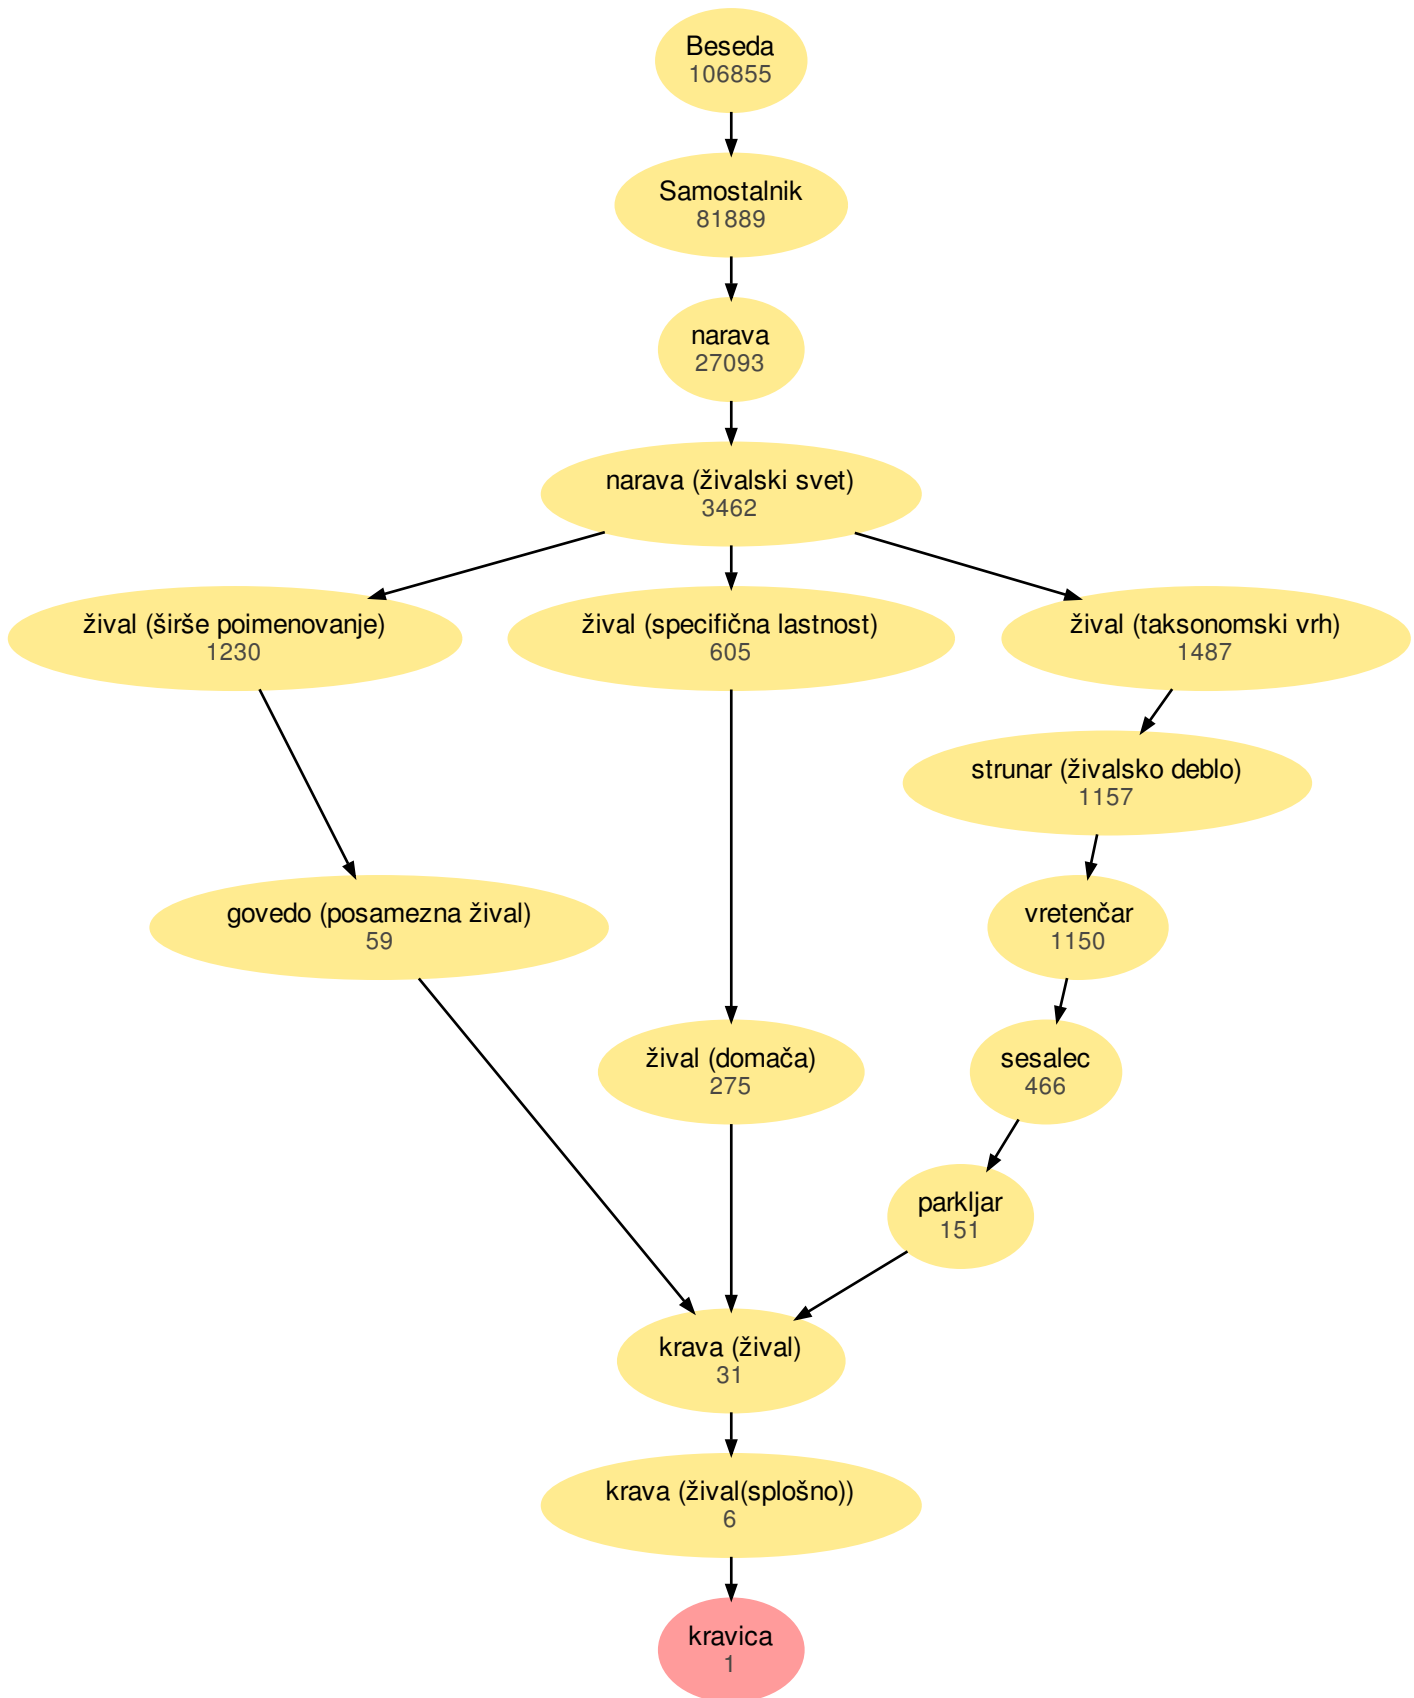 Beseda
106855
Samostalnik
81889
narava
27093
narava (živalski svet)
3462
žival (širše poimenovanje)
1230
žival (specifična lastnost)
605
žival (taksonomski vrh)
1487
strunar (živalsko deblo)
1157
govedo (posamezna žival)
59
vretenčar
1150
žival (domača)
275
sesalec
466
parkljar
151
krava (žival)
31
krava (žival(splošno))
6
kravica
1